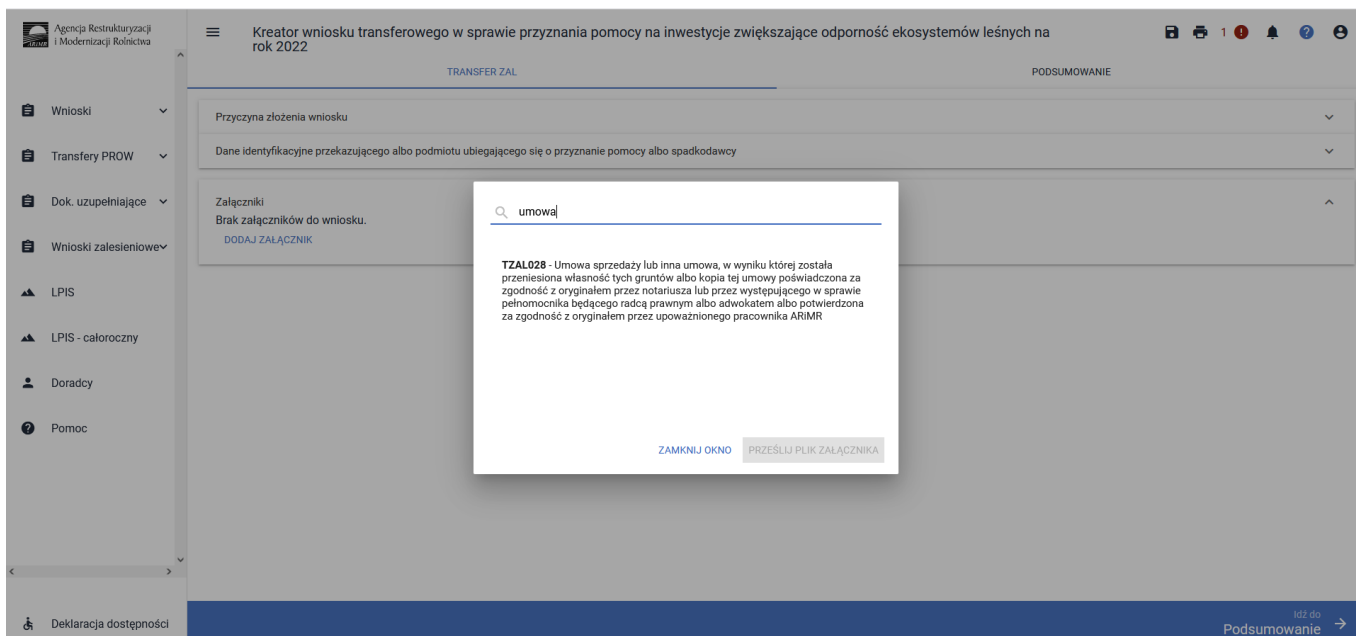 Agencja Restrukturyzacji
i Modernizacji Rolnictwa
ARiMR
Kreator wniosku transferowego w sprawie przyznania pomocy na inwestycje zwiększające odporność ekosystemów leśnych na
rok 2022
1
TRANSFER ZAL
PODSUMOWANIE
Wnioski
Transfery PROW
Dok. uzupełniające
Wnioski zalesieniowe
LPIS
LPIS - całoroczny
Doradcy
Pomoc
Deklaracja dostępności
Przyczyna złożenia wniosku
Dane identyfikacyjne przekazującego albo podmiotu ubiegającego się o przyznanie pomocy albo spadkodawcy
Załączniki
Brak załączników do wniosku.
DODAJ ZAŁĄCZNIK
umowa
TZAL028 - Umowa sprzedaży lub inna umowa, w wyniku której została
przeniesiona własność tych gruntów albo kopia tej umowy poświadczona za
zgodność z oryginałem przez notariusza lub przez występującego w sprawie
pełnomocnika będącego radcą prawnym albo adwokatem albo potwierdzona
za zgodność z oryginałem przez upoważnionego pracownika ARiMR
ZAMKNIJ OKNO
PRZEŚLIJ PLIK ZAŁĄCZNIKA
Idź do
Podsumowanie